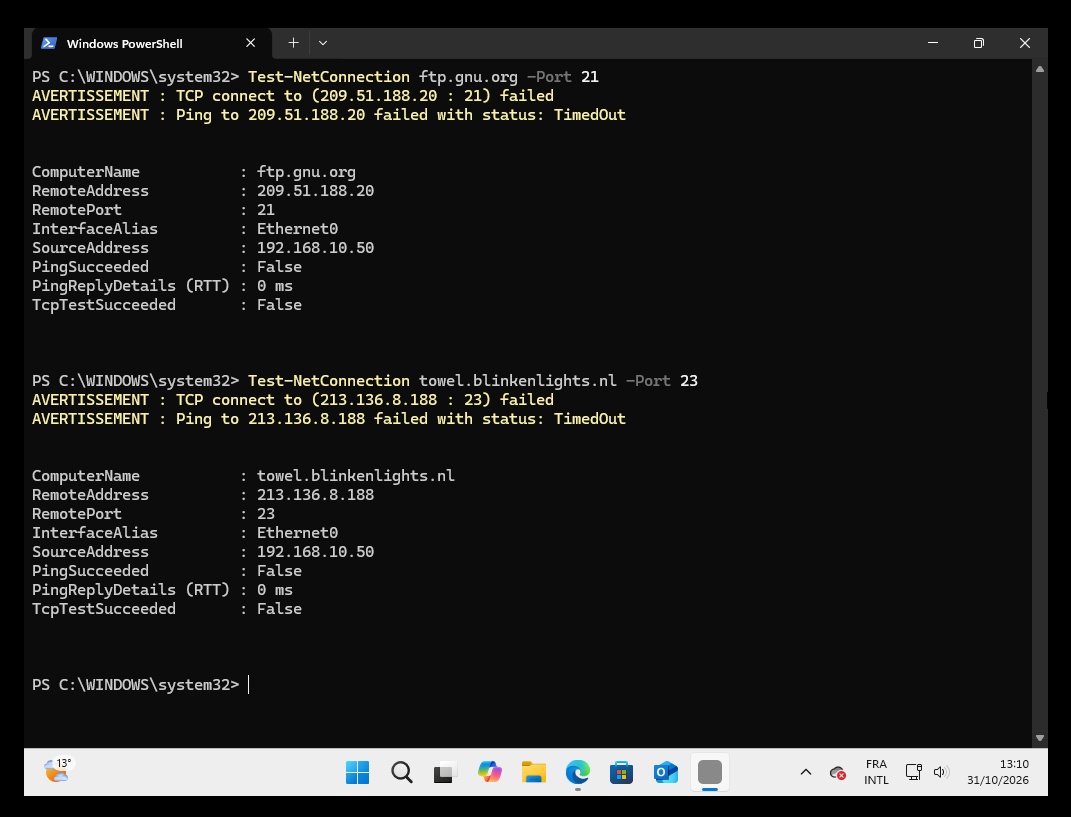 Windows PowerShell
PS C:\WINDOWS\system32> Test-NetConnection ftp.gnu.org -Port 21
AVERTISSEMENT : TCP connect to (209.51.188.20 : 21) failed
AVERTISSEMENT : Ping to 209.51.188.20 failed with status: TimedOut
ComputerName : ftp.gnu.org
RemoteAddress : 209.51.188.20
RemotePort : 21
InterfaceAlias : Ethernet0
SourceAddress : 192.168.10.50
PingSucceeded : False
PingReplyDetails (RTT) : 0 ms
TcpTestSucceeded : False
PS C:\WINDOWS\system32> Test-NetConnection towel.blinkenlights.nl -Port 23
AVERTISSEMENT : TCP connect to (213.136.8.188 : 23) failed
AVERTISSEMENT : Ping to 213.136.8.188 failed with status: TimedOut
ComputerName : towel.blinkenlights.nl
RemoteAddress : 213.136.8.188
RemotePort : 23
InterfaceAlias : Ethernet0
SourceAddress : 192.168.10.50
PingSucceeded : False
PingReplyDetails (RTT) : 0 ms
TcpTestSucceeded : False
PS C:\WINDOWS\system32>
13°
FRA
INTL
13:10
31/10/2026